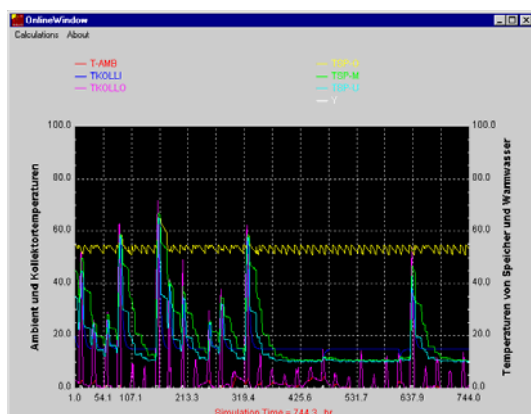 OnlineWindow
Calculations About
T-AMB
TKOLLI
TKOLLO
TSP-O
TSP-M
TSP-U
Y
Ambient und Kollektortemperaturen
100.0
80.0
60.0
40.0
20.0
0.0
100.0
80.0
60.0
40.0
20.0
0.0
Temperaturen von Speicher und Warmwasser
1.0 54.1 107.1 213.3 319.4 425.6 531.7 637.9 744.0
Simulation Time = 744.3 hr